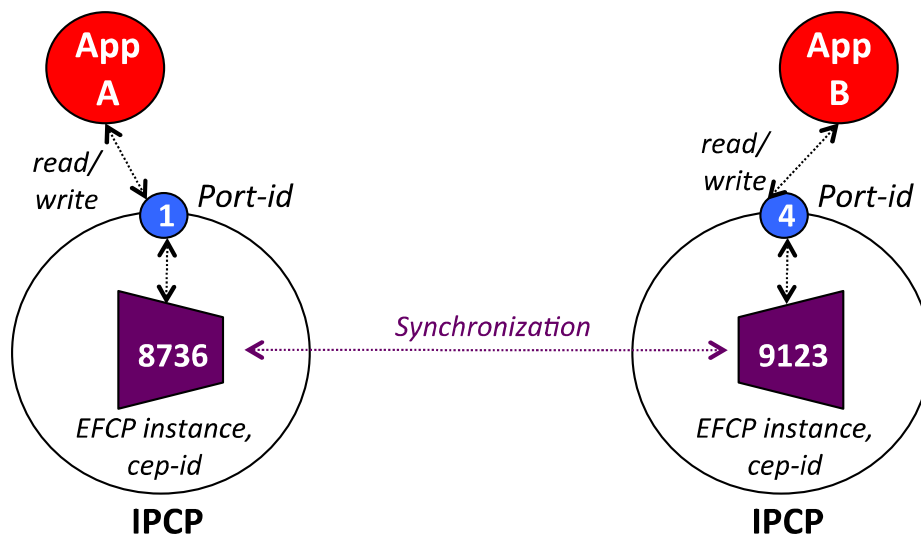 App
A
read/
write
Port-id
1
8736
EFCP instance,
cep-id
IPCP
Synchronization
App
B
read/
write
Port-id
4
9123
EFCP instance,
cep-id
IPCP